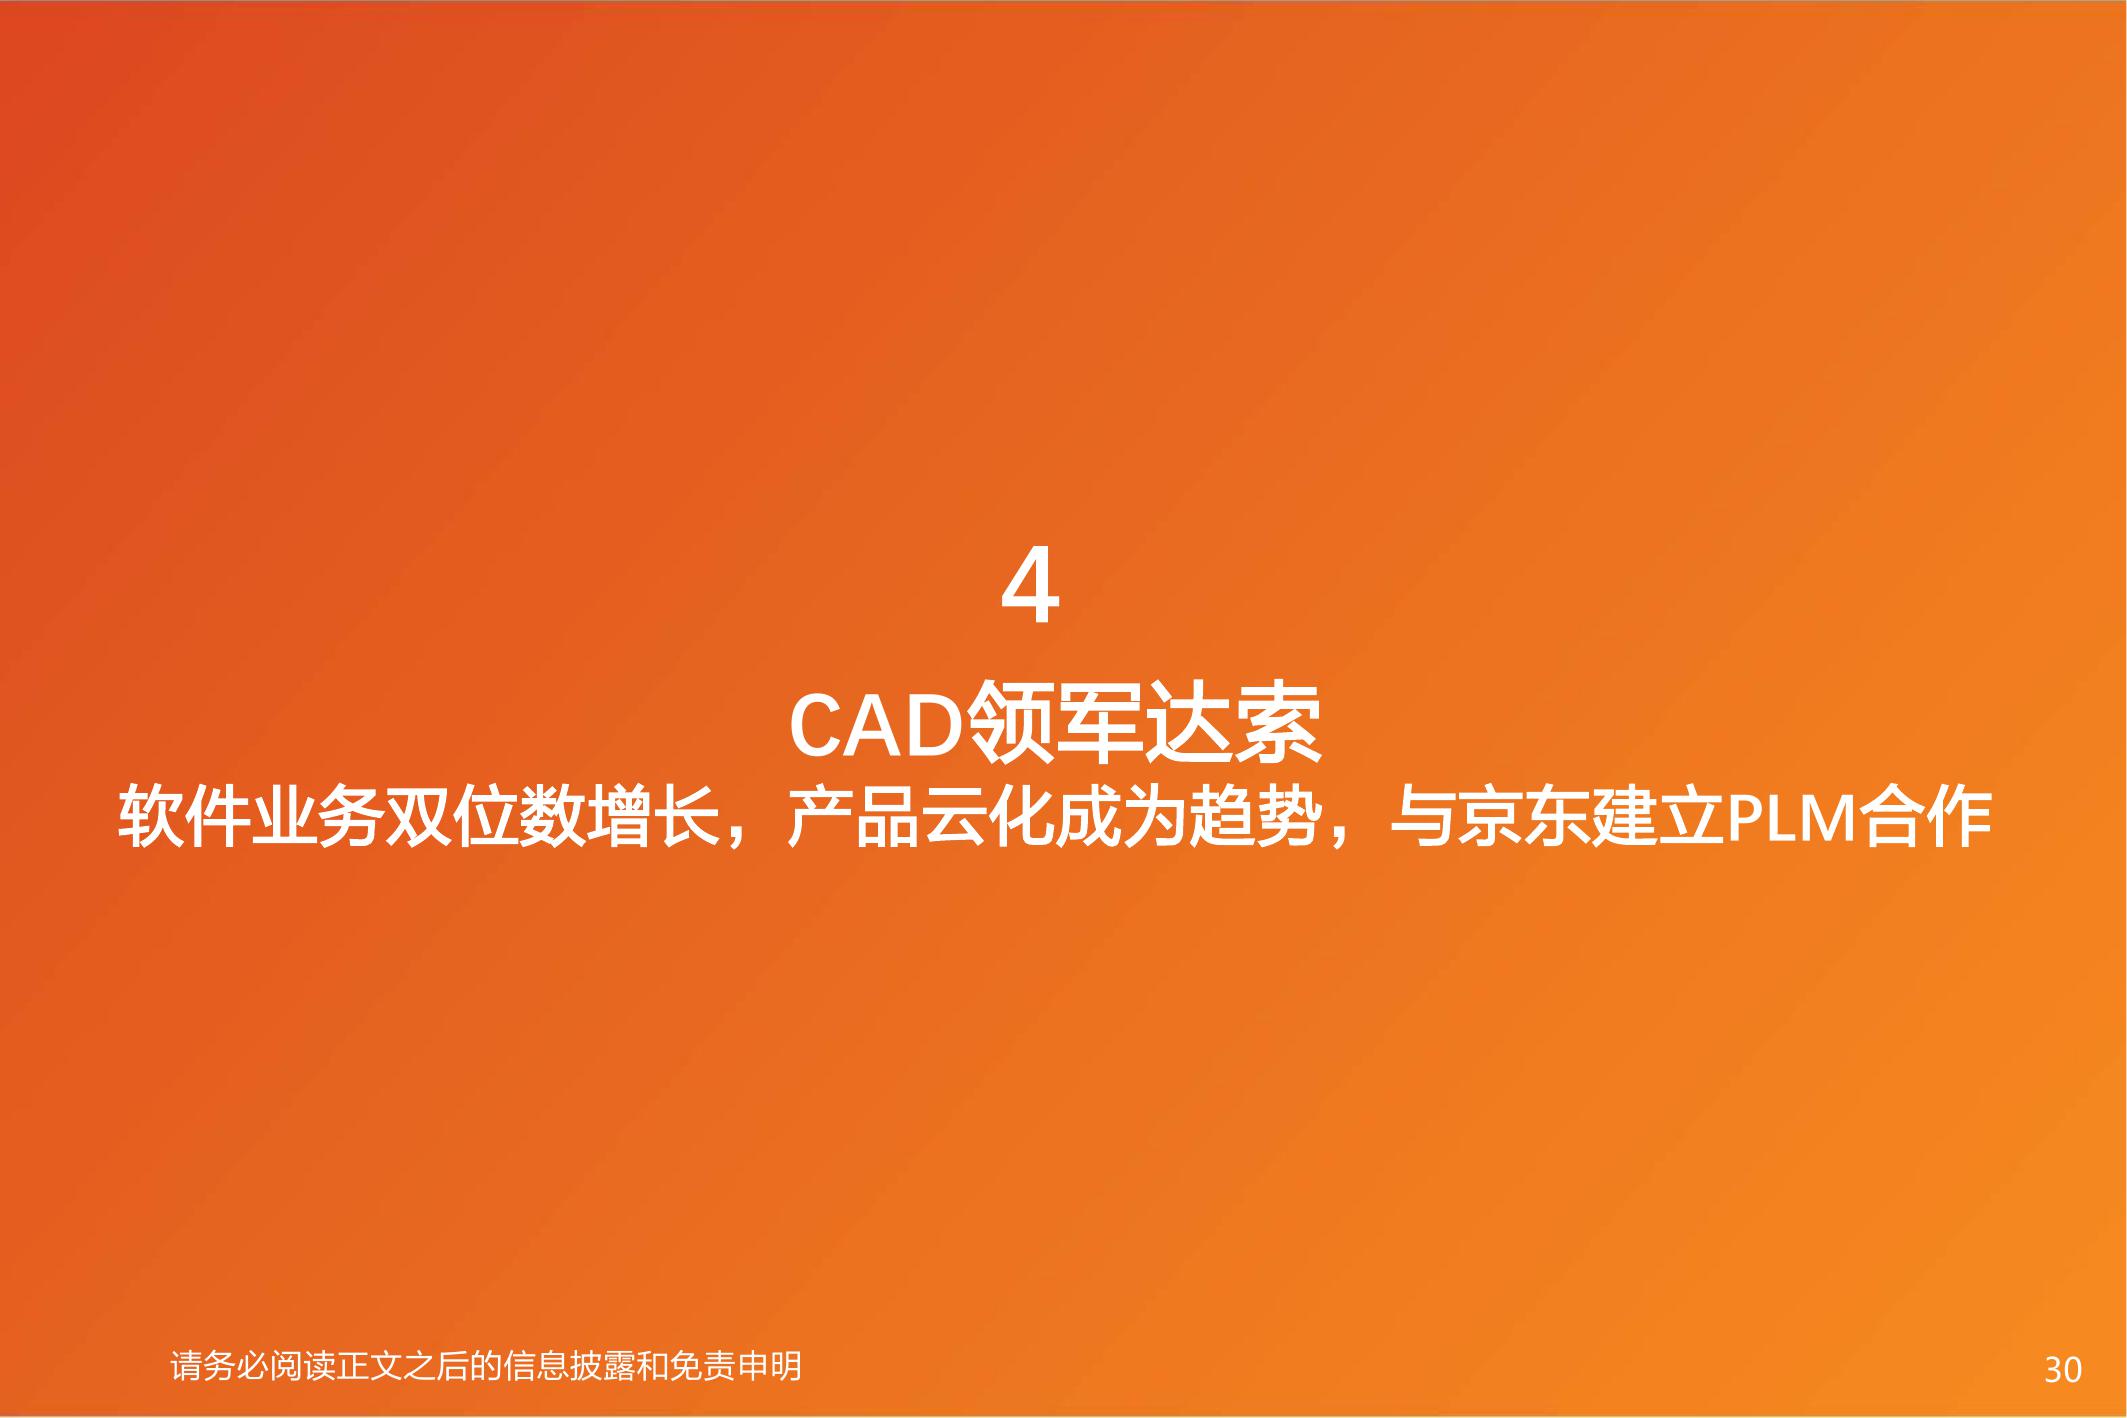 4
CAD领军达索
软件业务双位数增长，产品云化成为趋势，与京东建立PLM合作
请务必阅读正文之后的信息披露和免责申明
30